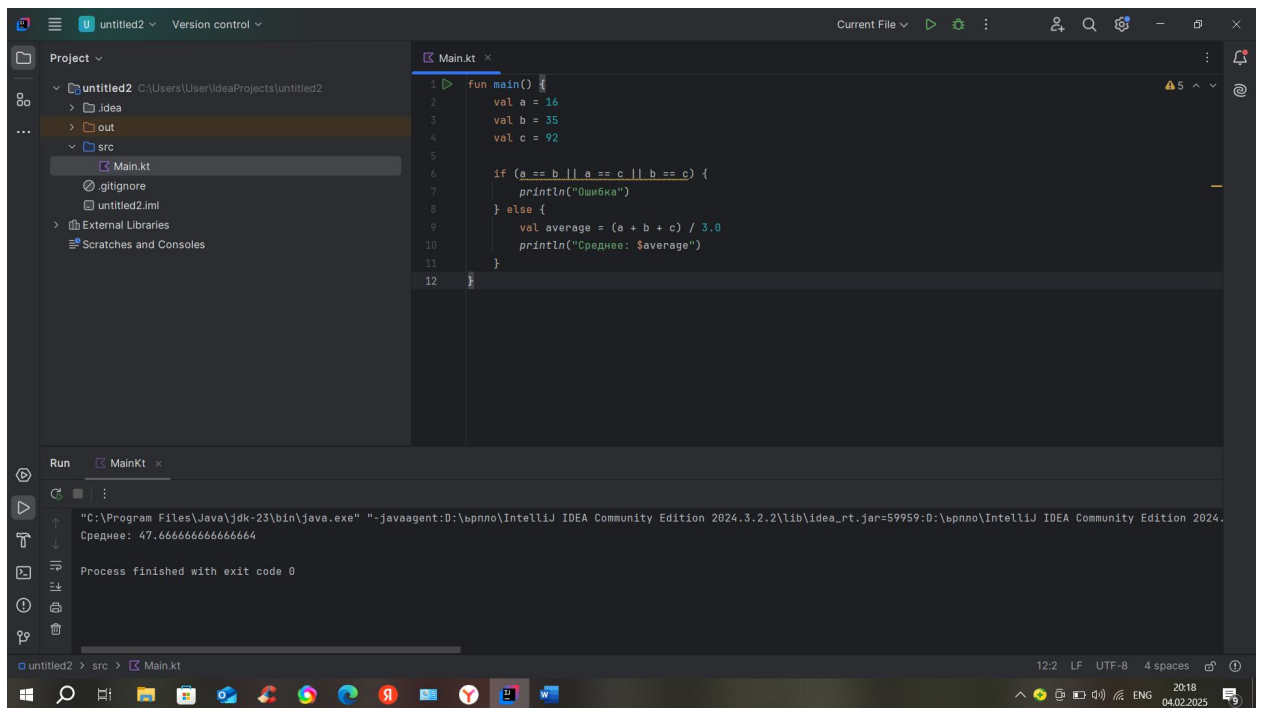 U untitled2 Version control Current File
Project
untitled2 C:\Users\User\IdeaProjects\untitled2
.idea
out
src
Main.kt
.gitignore
untitled2.iml
External Libraries
Scratches and Consoles
Main.kt
5
1 fun main() {
2 val a = 16
3 val b = 35
4 val c = 92
5
6 if (a == b || a == c || b == c) {
7 println("Ошибка")
8 } else {
9 val average = (a + b + c) / 3.0
10 println("Среднее: $average")
11 }
12 }
Run MainKt
"C:\Program Files\Java\jdk-23\bin\java.exe" "-javaagent:D:\ьрпло\IntelliJ IDEA Community Edition 2024.3.2.2\lib\idea_rt.jar=59959:D:\ьрпло\IntelliJ IDEA Community Edition 2024.
Среднее: 47.666666666666664
Process finished with exit code 0
untitled2 > src > Main.kt 12:2 LF UTF-8 4 spaces
ENG 20:18
04.02.2025
9